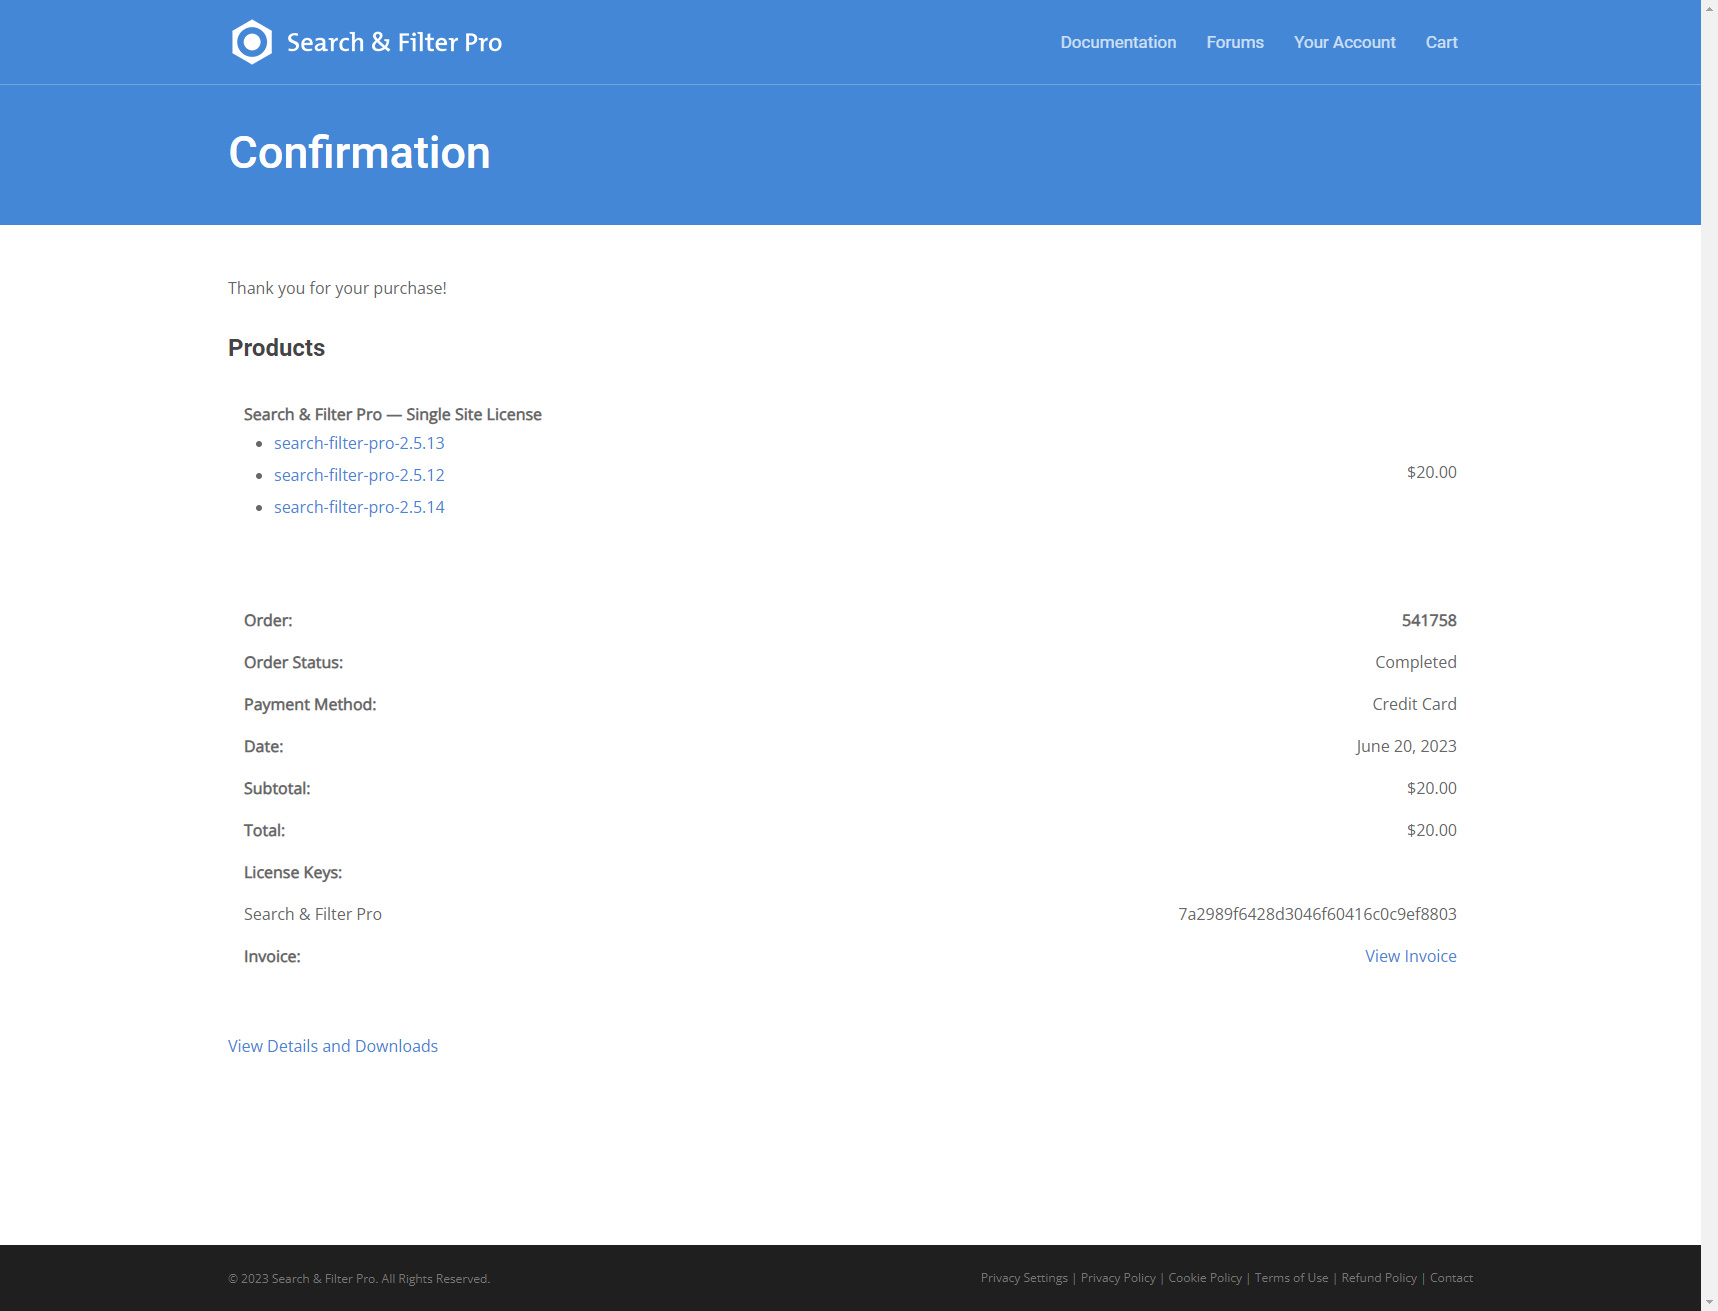 Search & Filter Pro
Documentation Forums Your Account Cart
Confirmation
Thank you for your purchase!
Products
Search & Filter Pro — Single Site License
search-filter-pro-2.5.13
search-filter-pro-2.5.12
$20.00
search-filter-pro-2.5.14
Order: 541758
Order Status: Completed
Payment Method: Credit Card
Date: June 20, 2023
Subtotal: $20.00
Total: $20.00
License Keys:
Search & Filter Pro 7a2989f6428d3046f60416c0c9ef8803
Invoice: View Invoice
View Details and Downloads
© 2023 Search & Filter Pro. All Rights Reserved.
Privacy Settings | Privacy Policy | Cookie Policy | Terms of Use | Refund Policy | Contact